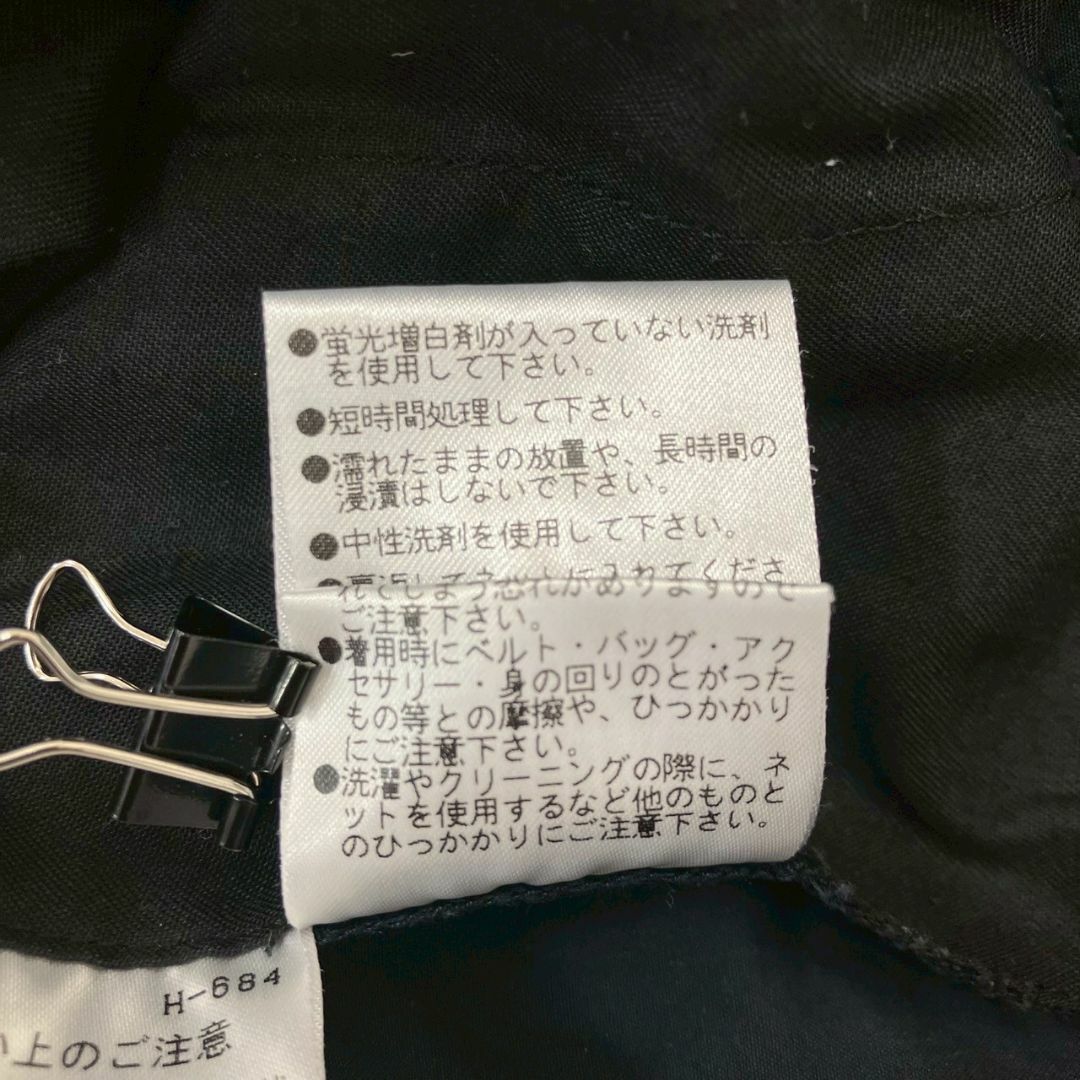 ●蛍光増白剤が入っていない洗剤
を使用して下さい。
●短時間処理して下さい。
●濡れたままの放置や、長時間の
浸漬はしないで下さい。
●中性洗剤を使用して下さい。
ご注意下さい。
●着用時にベルト・バッグ・アク
セサリー・身の回りのとがった
もの等との摩擦や、ひっかかり
にご注意下さい。
●洗濯やクリーニングの際に、ネ
ットを使用するなど他のものと
のひっかかりにご注意下さい。
H-684
い上のご注意